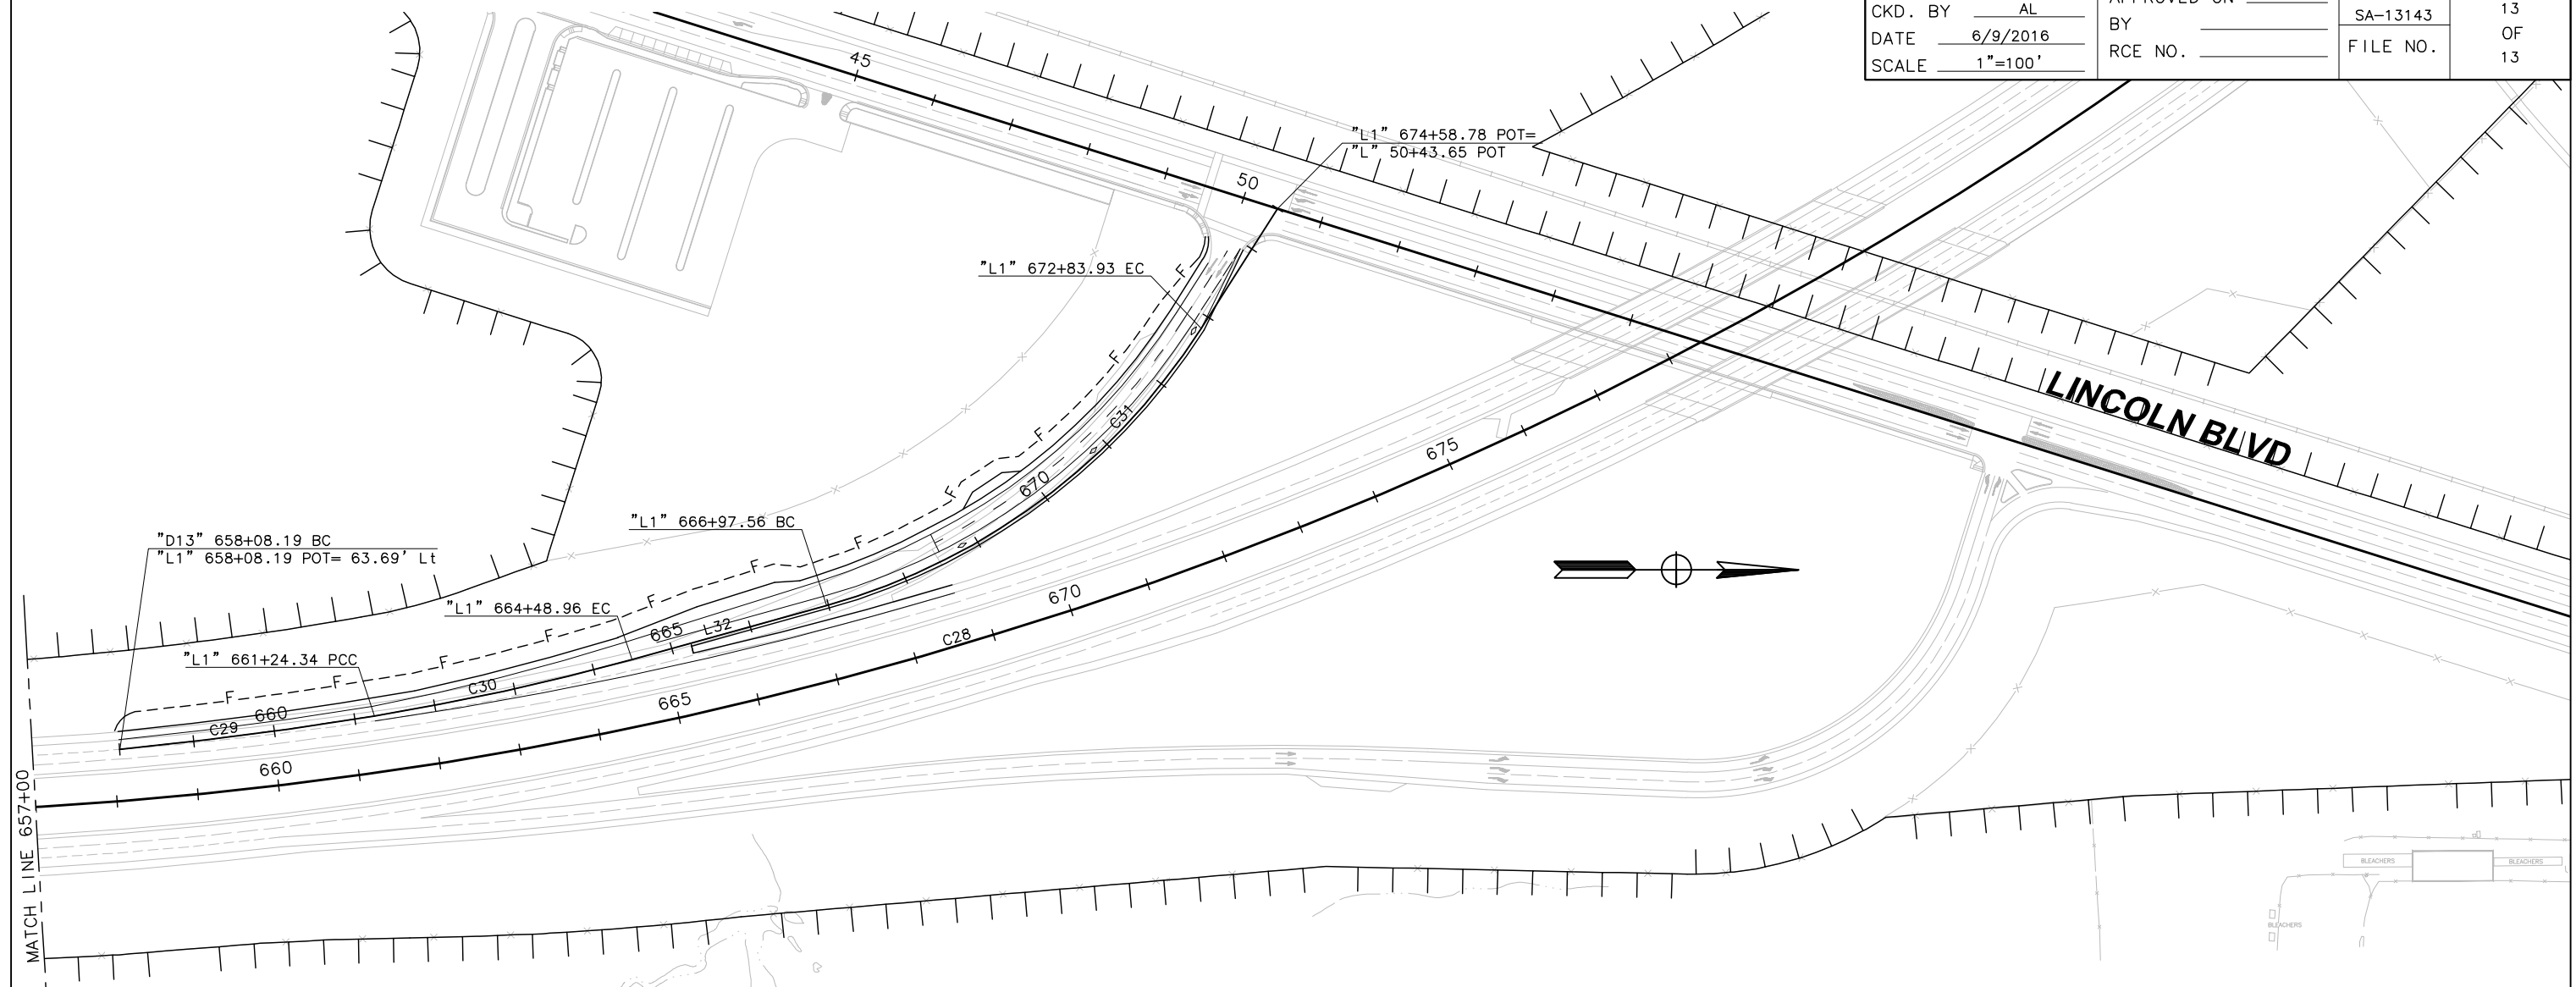 CKD. BY AL
DATE 6/9/2016
SCALE 1"=100'
BY
RCE NO.
SA-13143
FILE NO.
13
OF
13
45
50
"L1" 674+58.78 POT=
"L" 50+43.65 POT
"L1" 672+83.93 EC
F
F
F
F
F
F
F
F
F
F
F
C31
670
LINCOLN BLVD
675
"L1" 666+97.56 BC
"D13" 658+08.19 BC
"L1" 658+08.19 POT= 63.69' Lt
"L1" 664+48.96 EC
"L1" 661+24.34 PCC
665
L32
670
C28
C30
660
C29
665
660
MATCH LINE 657+00
BLEACHERS
BLEACHERS
BLEACHERS